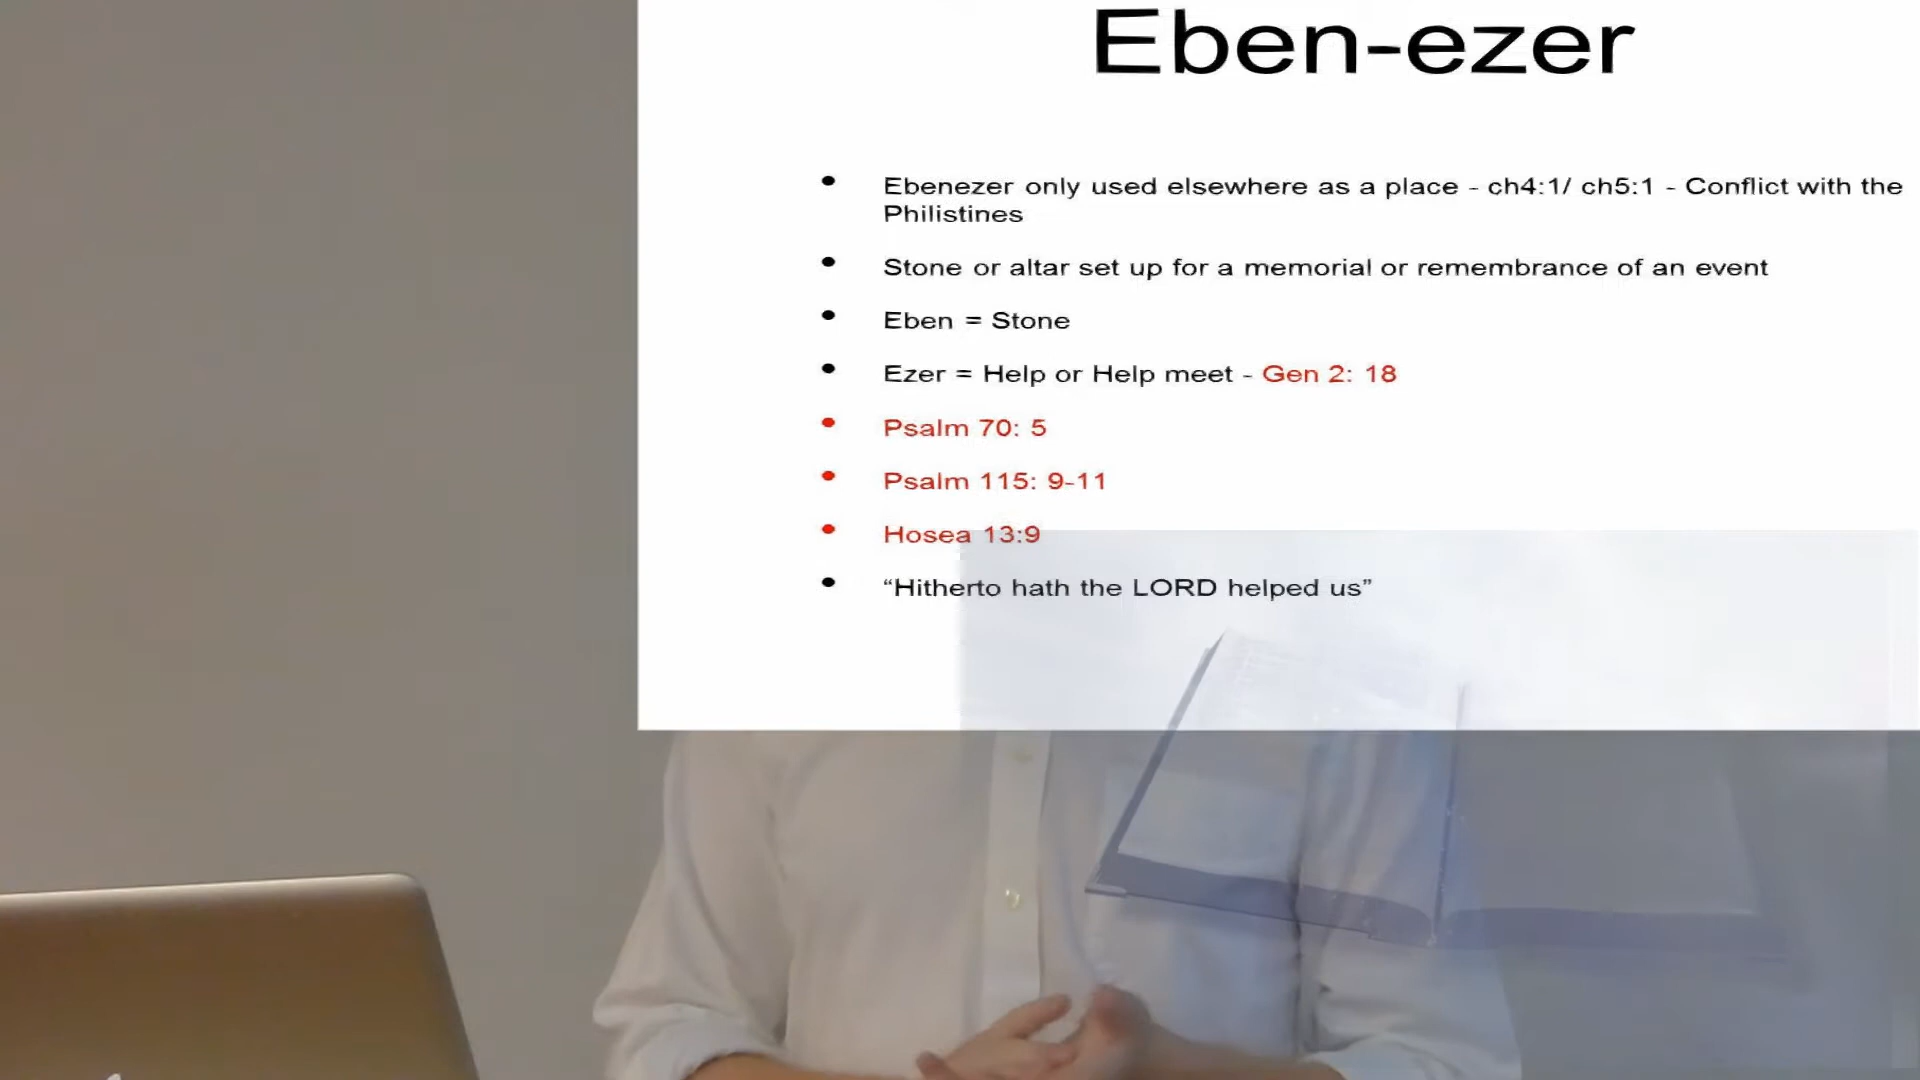 Eben-ezer
• Ebenezer only used elsewhere as a place - ch4:1/ ch5:1 - Conflict with the
Philistines
• Stone or altar set up for a memorial or remembrance of an event
• Eben = Stone
• Ezer = Help or Help meet - Gen 2: 18
• Psalm 70: 5
• Psalm 115: 9-11
• Hosea 13:9
• “Hitherto hath the LORD helped us”